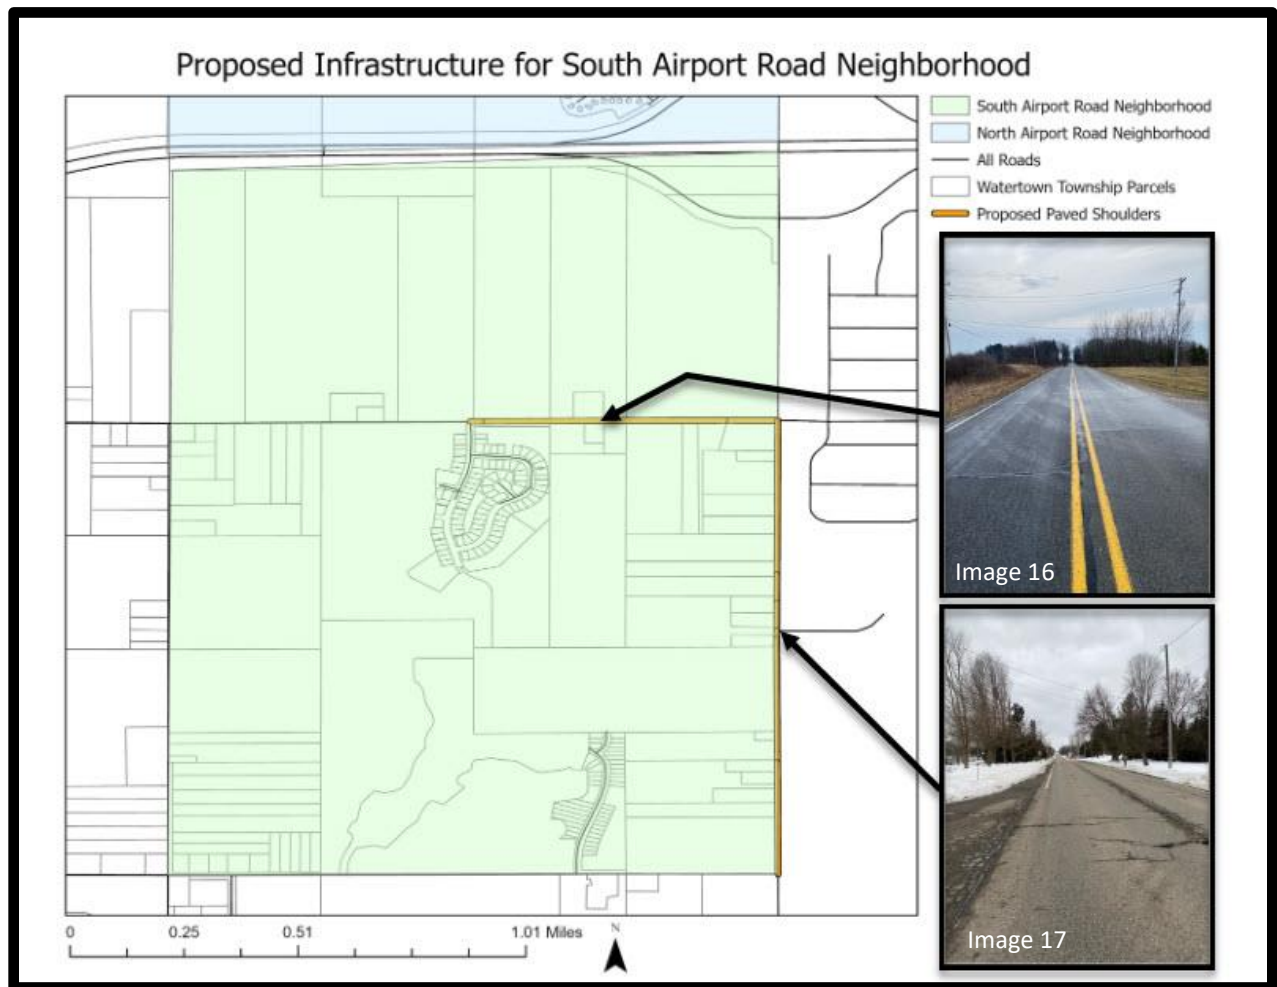 Proposed Infrastructure for South Airport Road Neighborhood
South Airport Road Neighborhood
North Airport Road Neighborhood
All Roads
Watertown Township Parcels
Proposed Paved Shoulders
Image 16
Image 17
0 0.25 0.51 1.01 Miles
N